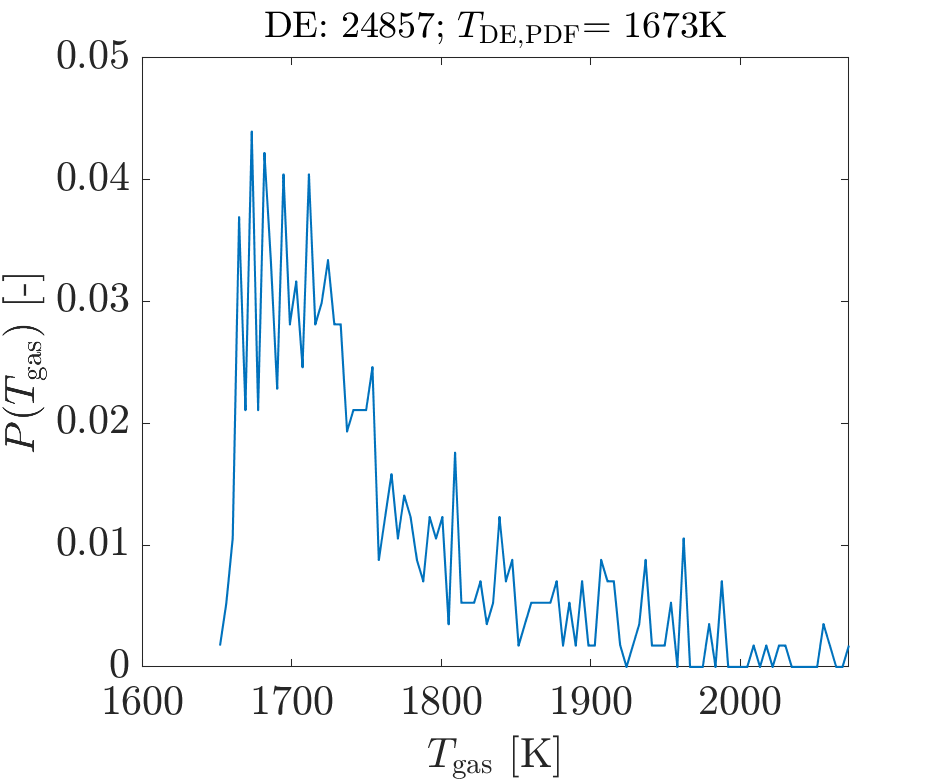 DE: 24857; T_DE,PDF= 1673K
0.05
0.04
0.03
0.02
0.01
0
P(T_gas) [-]
1600 1700 1800 1900 2000
T_gas [K]